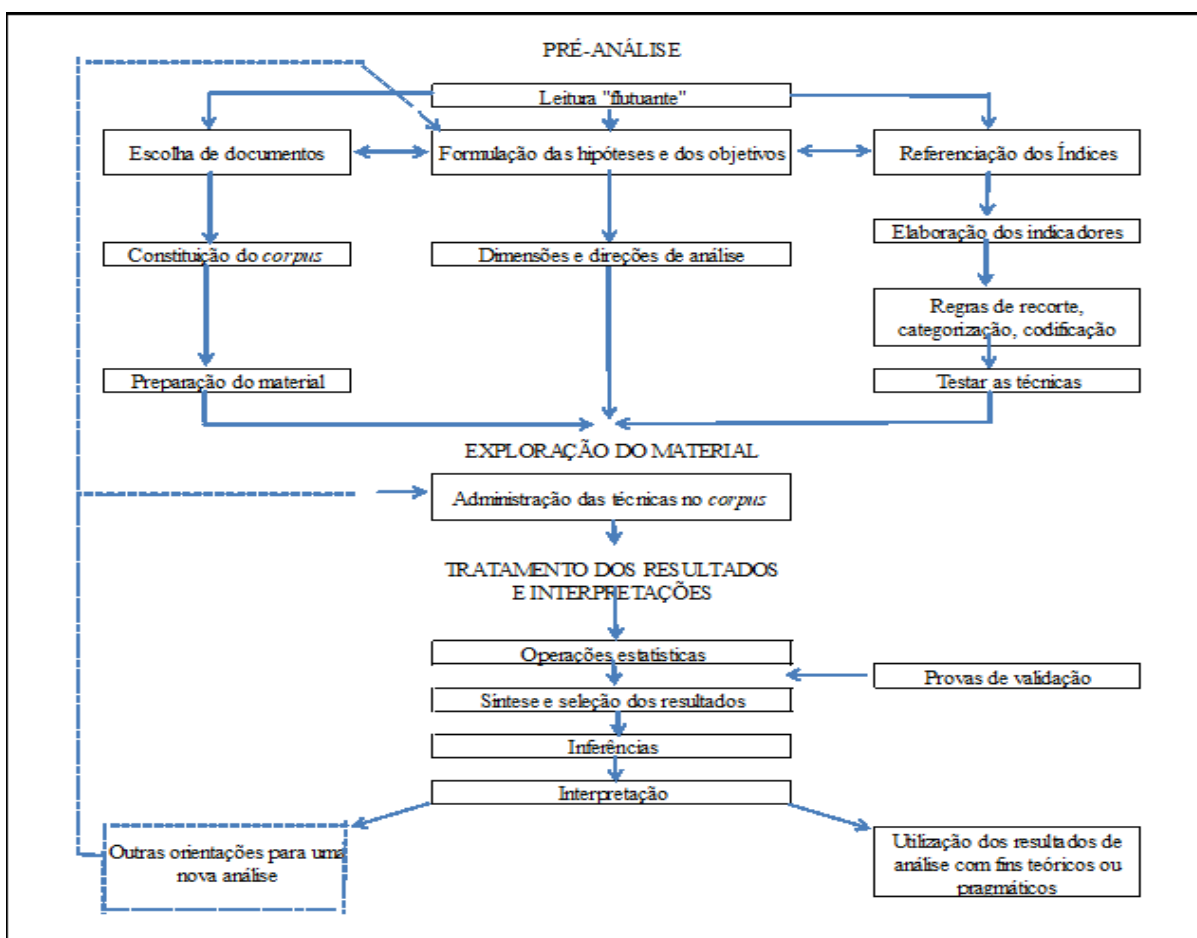 PRÉ-ANÁLISE
Leitura "flutuante"
Escolha de documentos
Formulação das hipóteses e dos objetivos
Referenciação dos Índices
Constituição do corpus
Dimensões e direções de análise
Elaboração dos indicadores
Regras de recorte,
categorização, codificação
Preparação do material
Testar as técnicas
EXPLORAÇÃO DO MATERIAL
Administração das técnicas no corpus
TRATAMENTO DOS RESULTADOS
E INTERPRETAÇÕES
Operações estatísticas
Provas de validação
Síntese e seleção dos resultados
Inferências
Interpretação
Outras orientações para uma
nova análise
Utilização dos resultados de
análise com fins teóricos ou
pragmáticos